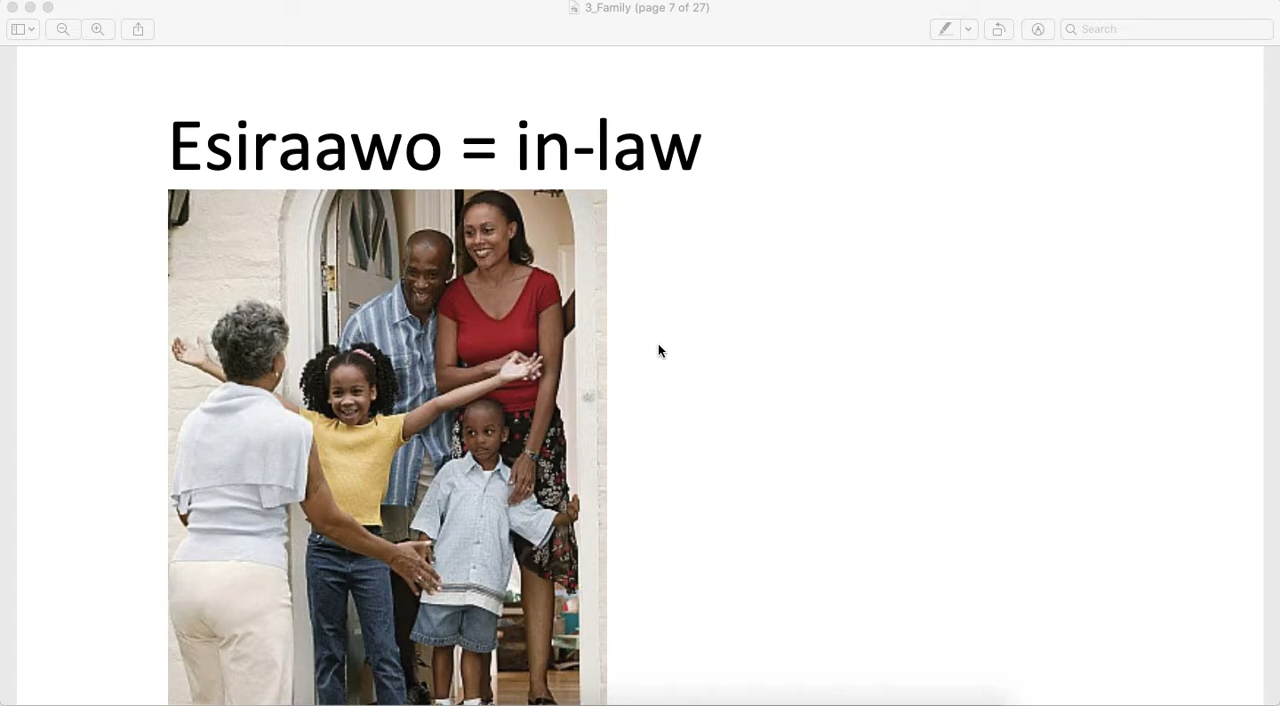 3_Family (page 7 of 27)
Search
Esiraawo = in-law